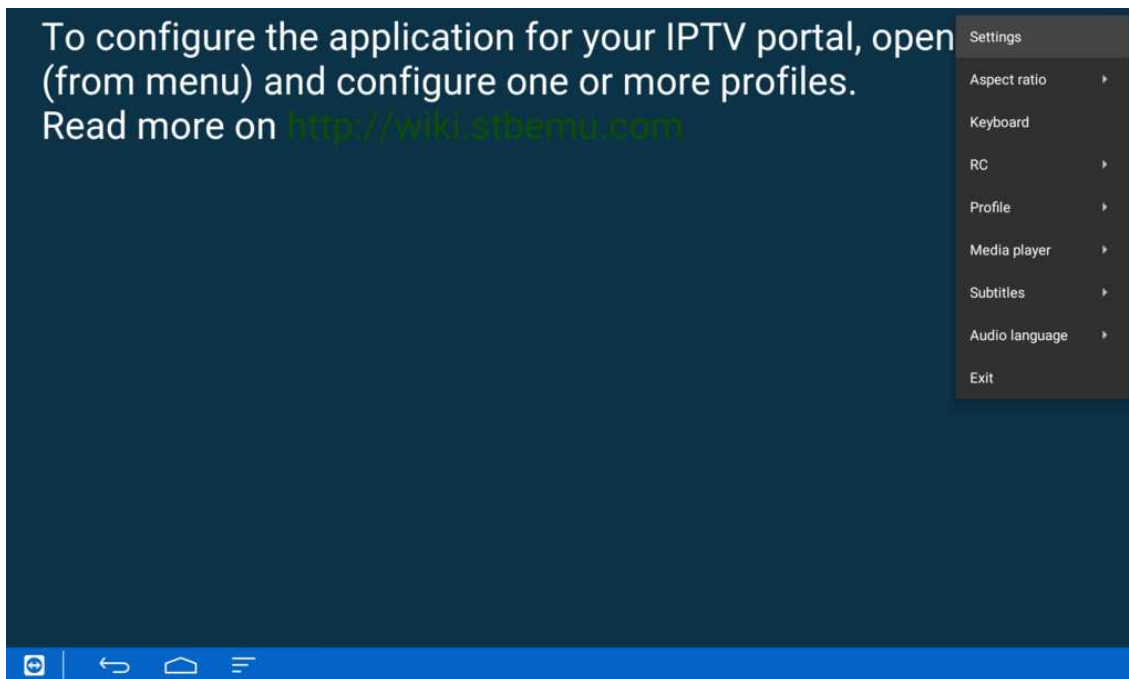 To configure the application for your IPTV portal, open
(from menu) and configure one or more profiles.
Read more on http://wiki.stbemu.com
Settings
Aspect ratio
Keyboard
RC
Profile
Media player
Subtitles
Audio language
Exit